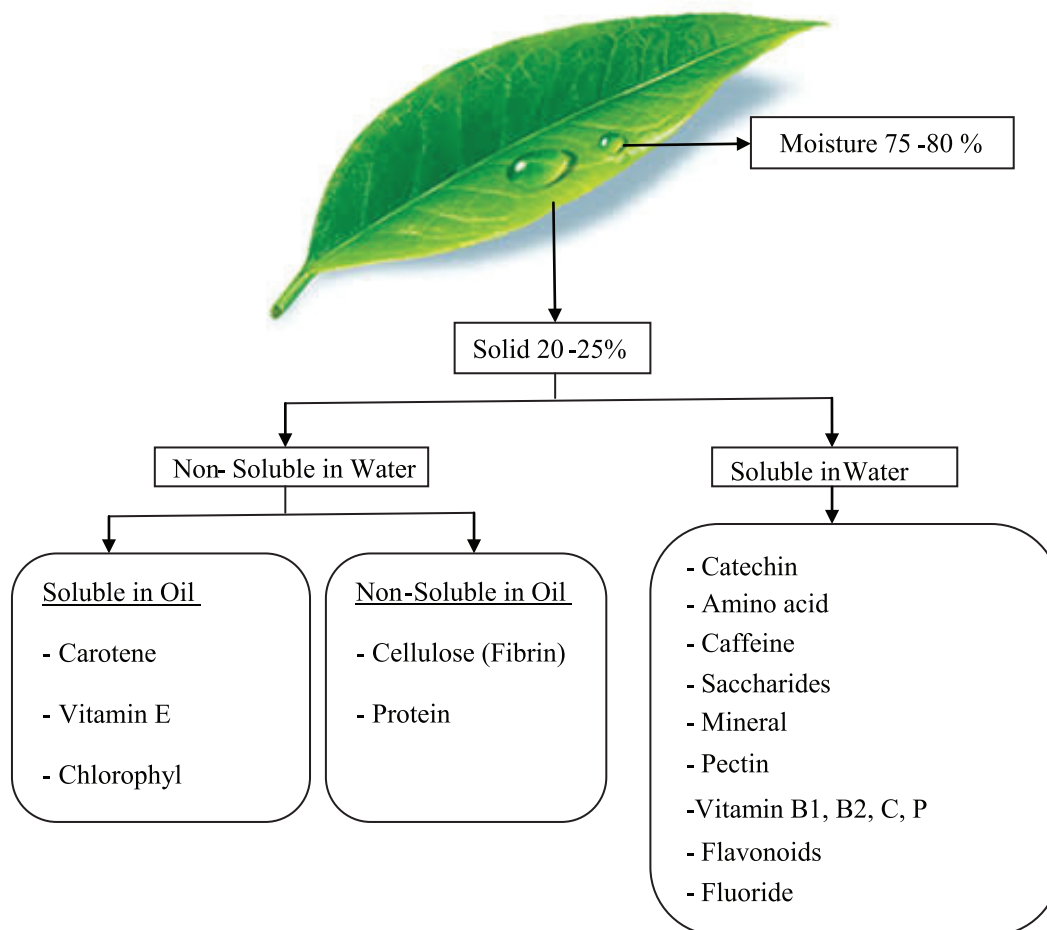 Moisture 75 -80 %
Solid 20 -25%
Non- Soluble in Water
Soluble in Water
Soluble in Oil
- Carotene
- Vitamin E
- Chlorophyl
Non-Soluble in Oil
- Cellulose (Fibrin)
- Protein
- Catechin
- Amino acid
- Caffeine
- Saccharides
- Mineral
- Pectin
-Vitamin B1, B2, C, P
- Flavonoids
- Fluoride